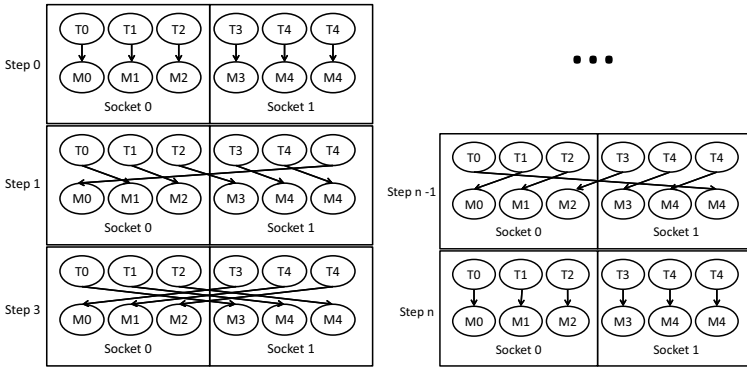 T0 T1 T2 T3 T4 T4
Step 0
M0 M1 M2 M3 M4 M4
Socket 0 Socket 1
T0 T1 T2 T3 T4 T4
Step 1
M0 M1 M2 M3 M4 M4
Socket 0 Socket 1
T0 T1 T2 T3 T4 T4
Step 3
M0 M1 M2 M3 M4 M4
Socket 0 Socket 1
...
T0 T1 T2 T3 T4 T4
Step n -1
M0 M1 M2 M3 M4 M4
Socket 0 Socket 1
T0 T1 T2 T3 T4 T4
Step n
M0 M1 M2 M3 M4 M4
Socket 0 Socket 1